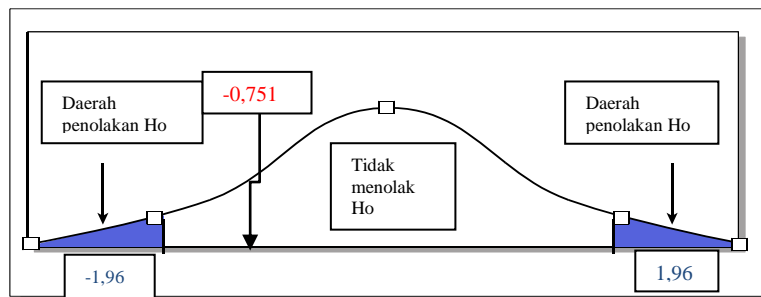 Daerah
penolakan Ho
-0,751
Daerah
penolakan Ho
Tidak
menolak
Ho
-1,96
1,96